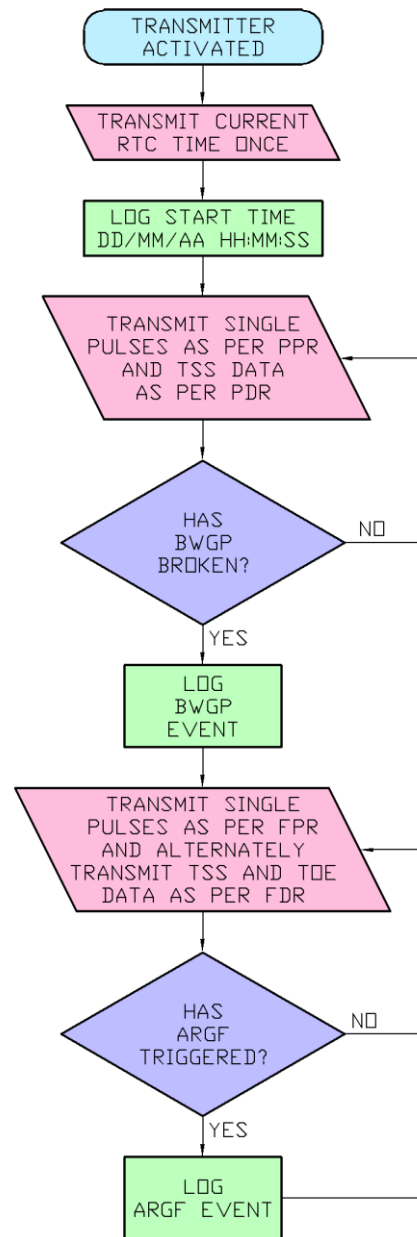 TRANSMITTER
ACTIVATED
TRANSMIT CURRENT
RTC TIME ONCE
LOG START TIME
DD/MM/AA HH:MM:SS
TRANSMIT SINGLE
PULSES AS PER PPR
AND TSS DATA
AS PER PDR
HAS
BWGP
BROKEN?
NO
YES
LOG
BWGP
EVENT
TRANSMIT SINGLE
PULSES AS PER FPR
AND ALTERNATELY
TRANSMIT TSS AND TOE
DATA AS PER FDR
HAS
ARGF
TRIGGERED?
NO
YES
LOG
ARGF EVENT